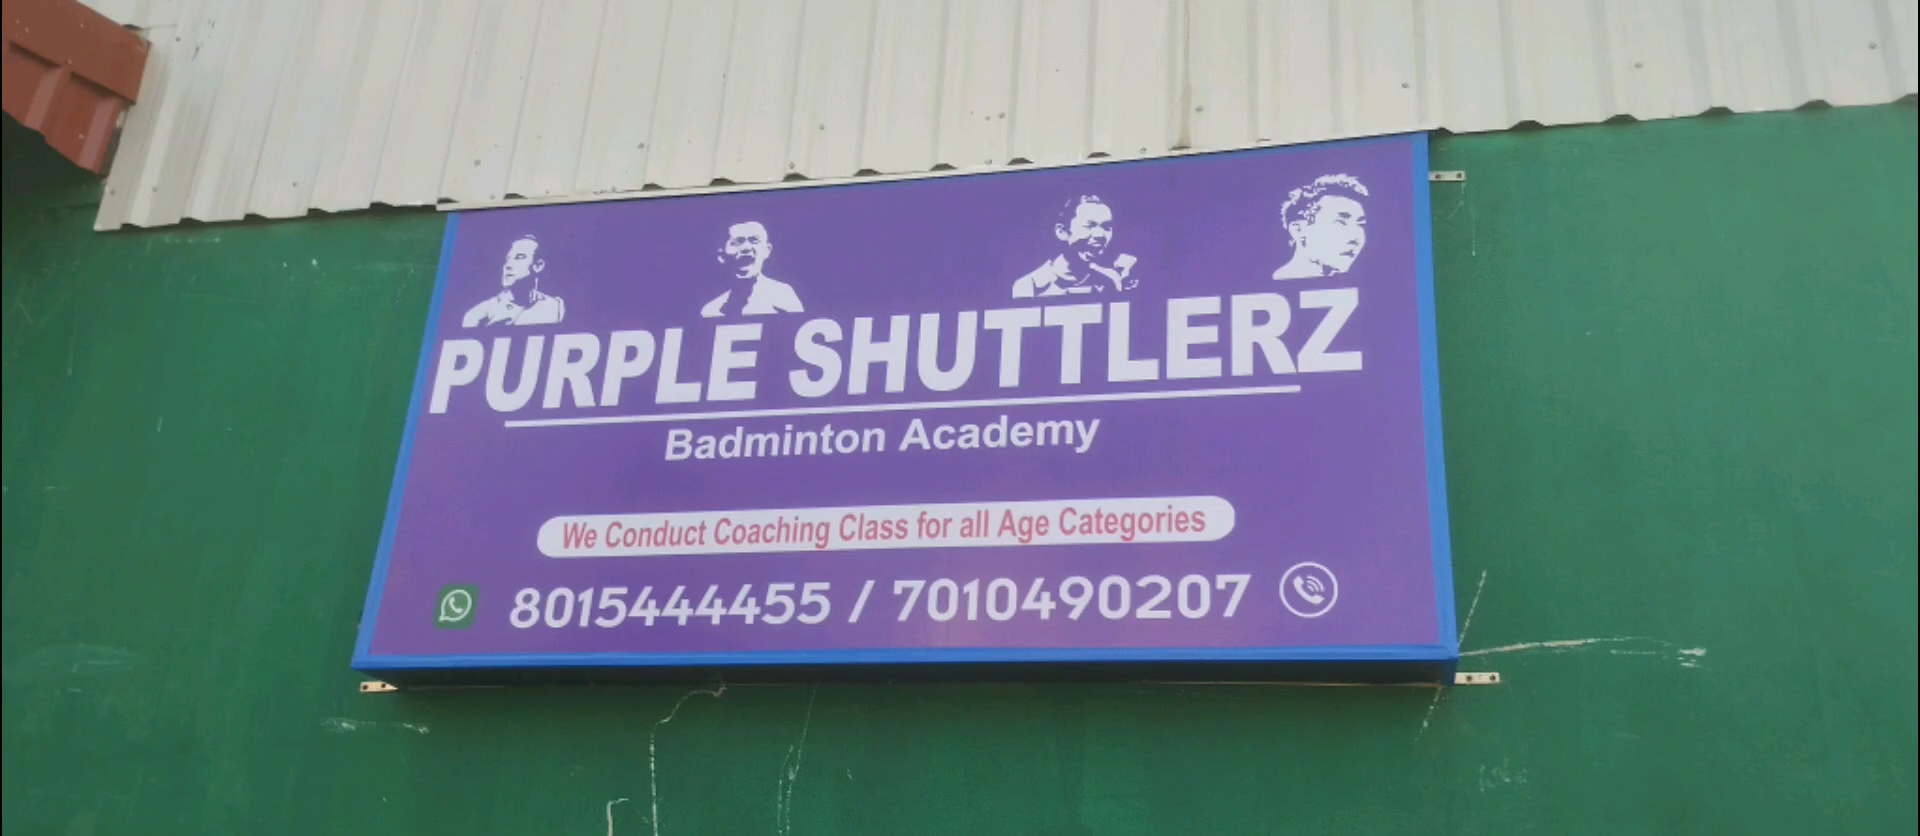 PURPLE SHUTTLERZ
Badminton Academy
We Conduct Coaching Class for all Age Categories
8015444455 / 7010490207